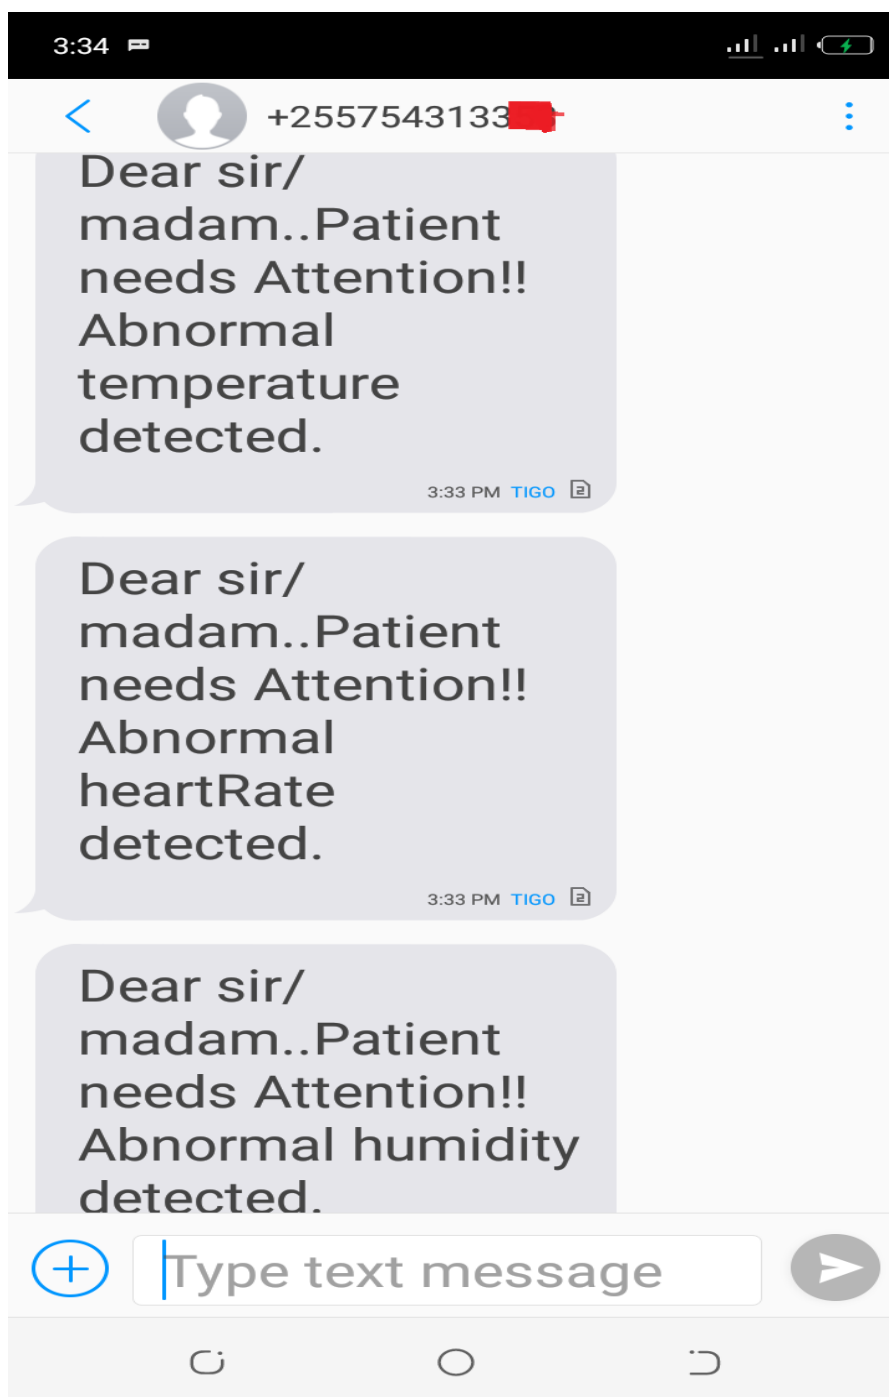 3:34
+2557543133
Dear sir/
madam..Patient
needs Attention!!
Abnormal
temperature
detected.
3:33 PM TIGO 2
Dear sir/
madam..Patient
needs Attention!!
Abnormal
heartRate
detected.
3:33 PM TIGO 2
Dear sir/
madam..Patient
needs Attention!!
Abnormal humidity
detected.
Type text message